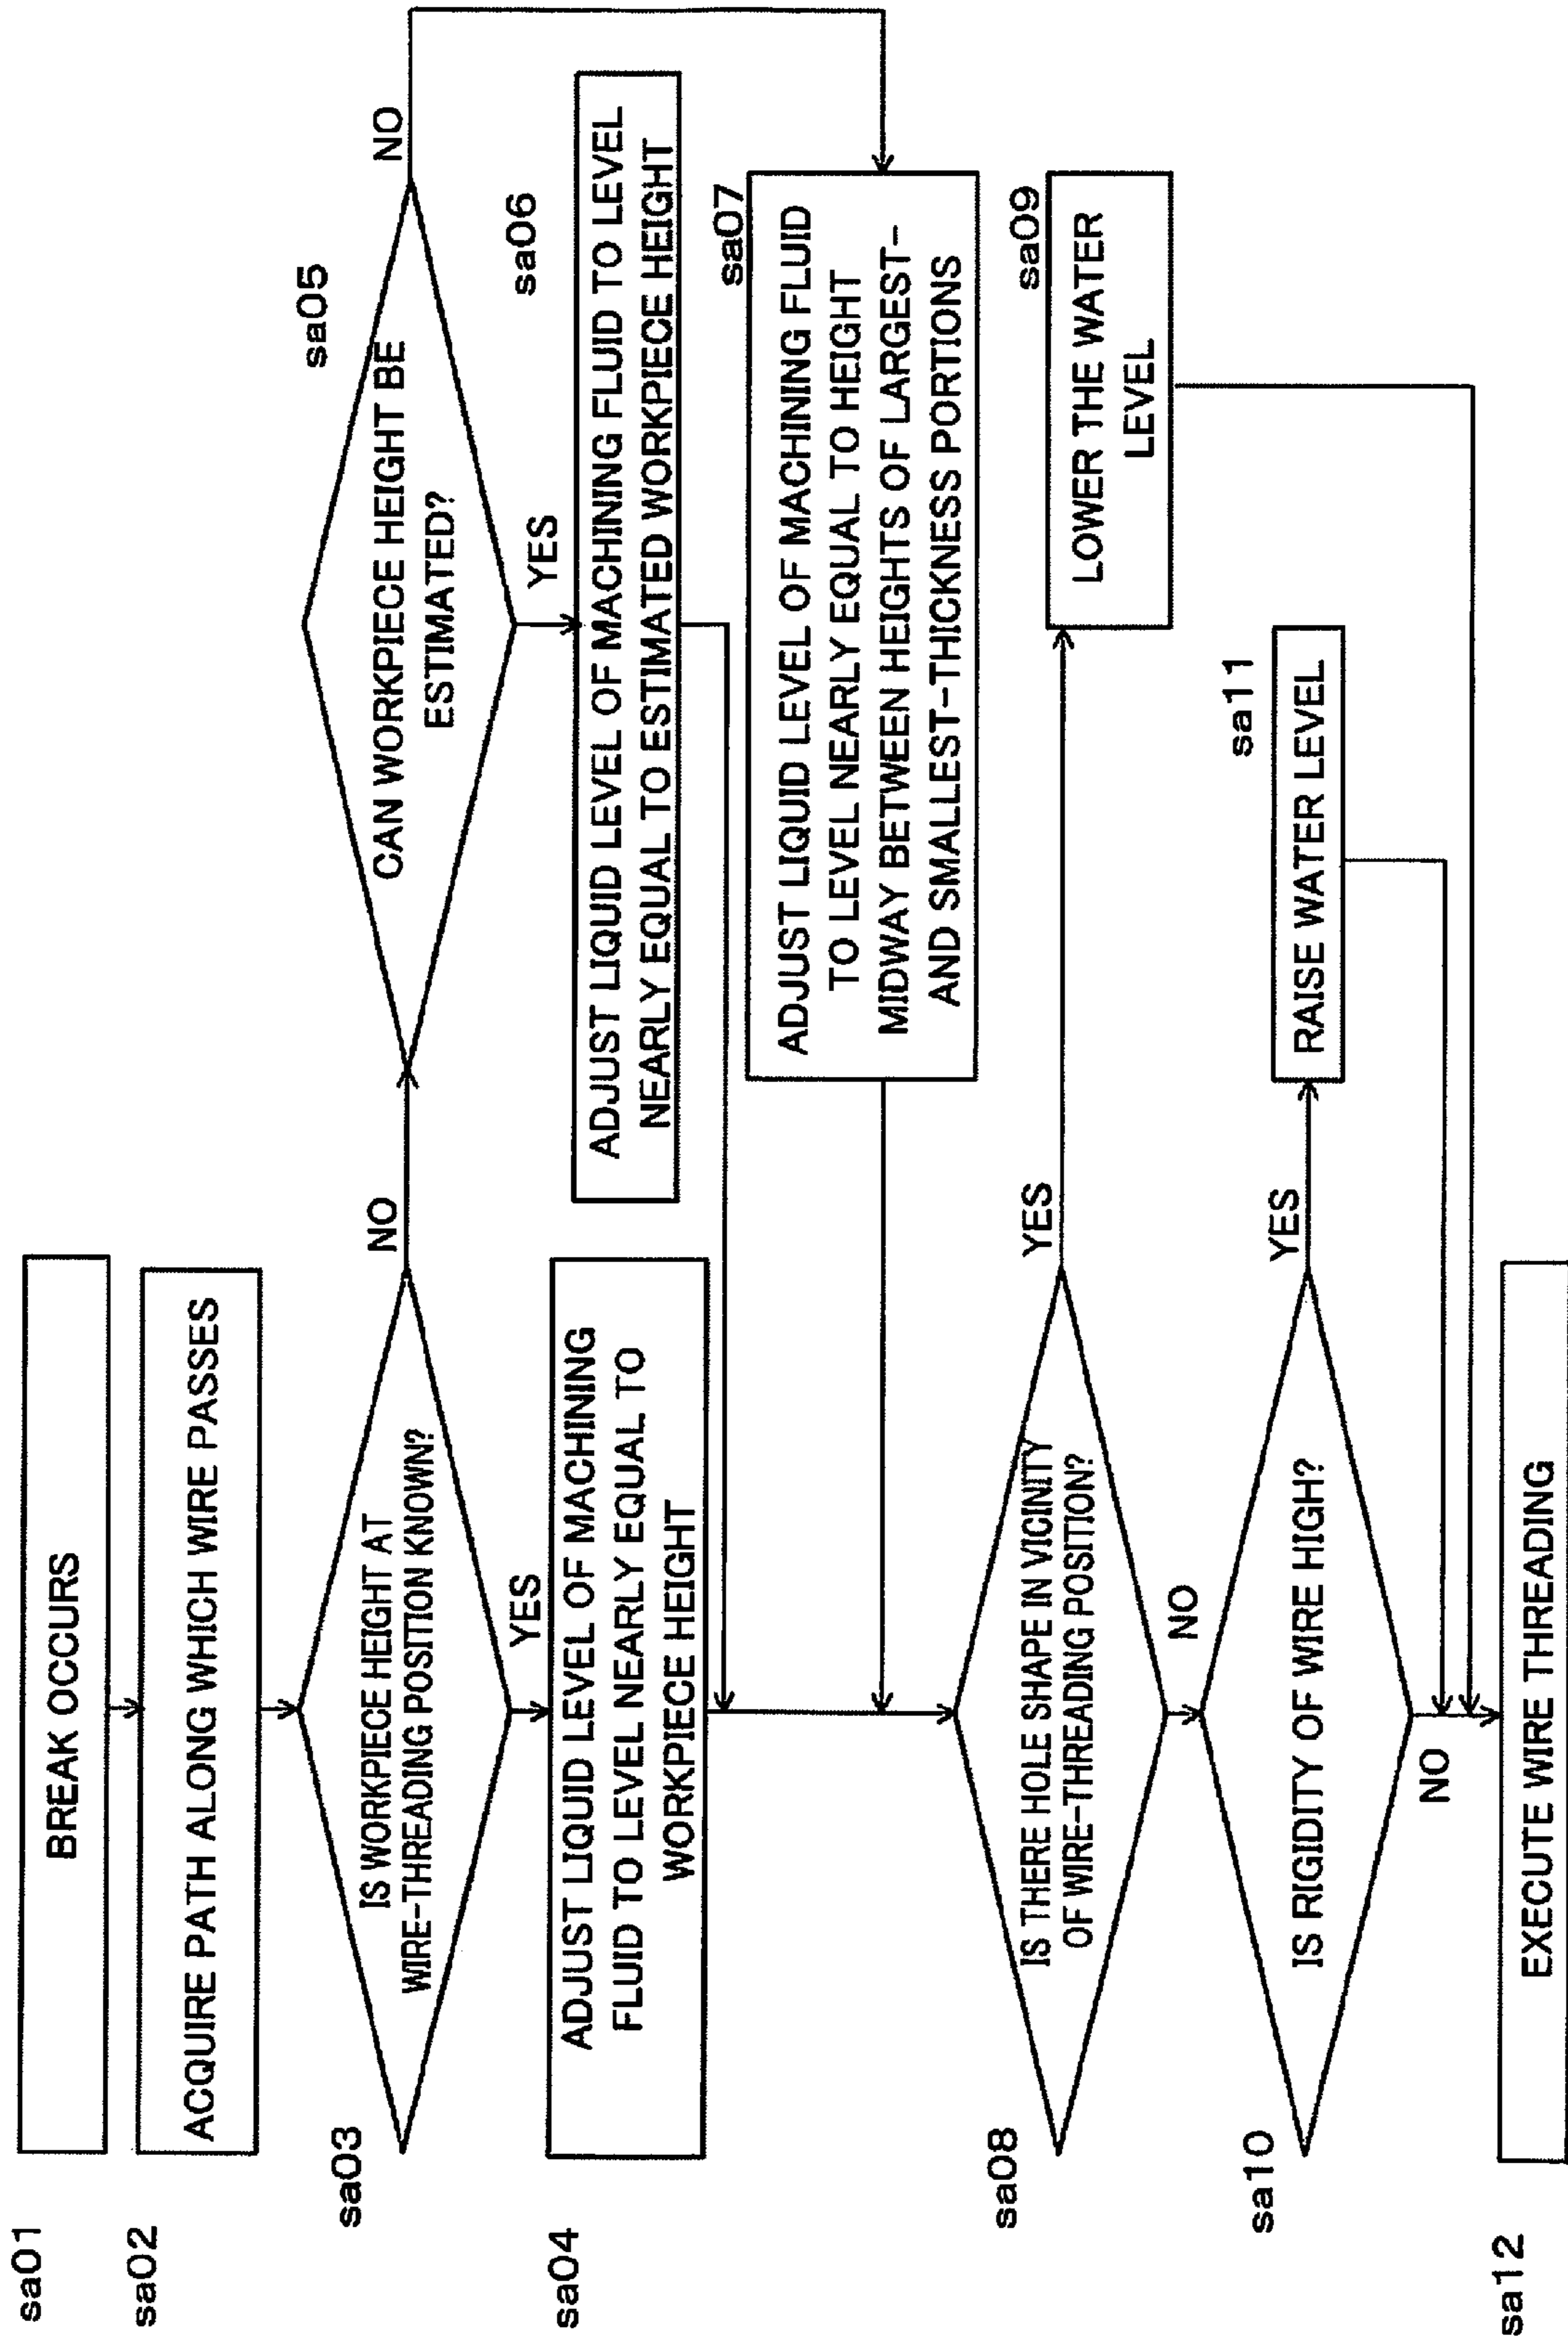 sa01
BREAK OCCURS
sa02
ACQUIRE PATH ALONG WHICH WIRE PASSES
sa03
IS WORKPIECE HEIGHT AT
WIRE-THREADING POSITION KNOWN?
NO
YES
sa05
CAN WORKPIECE HEIGHT BE
ESTIMATED?
NO
YES
sa04
ADJUST LIQUID LEVEL OF MACHINING
FLUID TO LEVEL NEARLY EQUAL TO
WORKPIECE HEIGHT
sa06
ADJUST LIQUID LEVEL OF MACHINING FLUID TO LEVEL
NEARLY EQUAL TO ESTIMATED WORKPIECE HEIGHT
sa07
ADJUST LIQUID LEVEL OF MACHINING FLUID
TO LEVEL NEARLY EQUAL TO HEIGHT
MIDWAY BETWEEN HEIGHTS OF LARGEST-
AND SMALLEST-THICKNESS PORTIONS
sa08
IS THERE HOLE SHAPE IN VICINITY
OF WIRE-THREADING POSITION?
YES
NO
sa09
LOWER THE WATER
LEVEL
sa10
IS RIGIDITY OF WIRE HIGH?
YES
NO
sa11
RAISE WATER LEVEL
sa12
EXECUTE WIRE THREADING